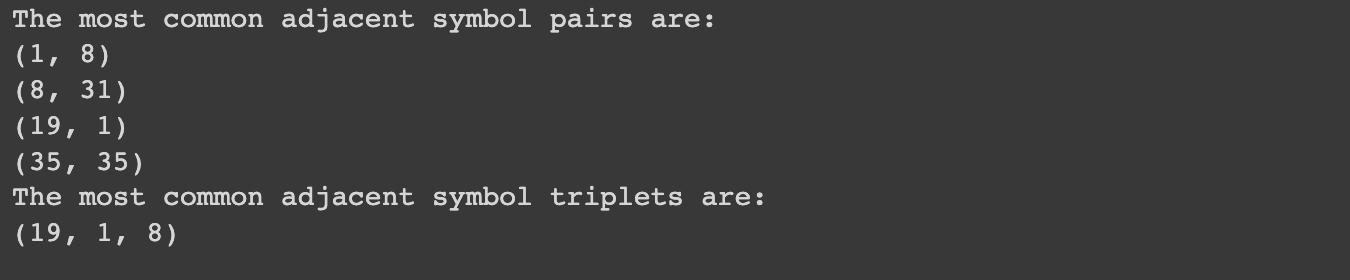 The most common adjacent symbol pairs are:
(1, 8)
(8, 31)
(19, 1)
(35, 35)
The most common adjacent symbol triplets are:
(19, 1, 8)